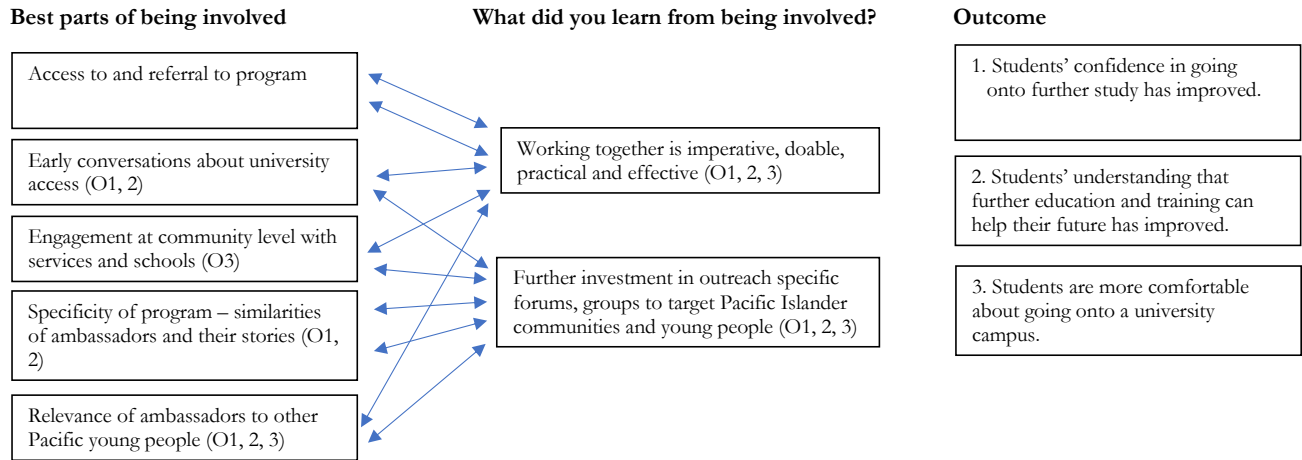 Best parts of being involved
Access to and referral to program
Early conversations about university
access (O1, 2)
Engagement at community level with
services and schools (O3)
Specificity of program – similarities
of ambassadors and their stories (O1,
2)
Relevance of ambassadors to other
Pacific young people (O1, 2, 3)
What did you learn from being involved?
Working together is imperative, doable,
practical and effective (O1, 2, 3)
Further investment in outreach specific
forums, groups to target Pacific Islander
communities and young people (O1, 2, 3)
Outcome
1. Students’ confidence in going
onto further study has improved.
2. Students’ understanding that
further education and training can
help their future has improved.
3. Students are more comfortable
about going onto a university
campus.